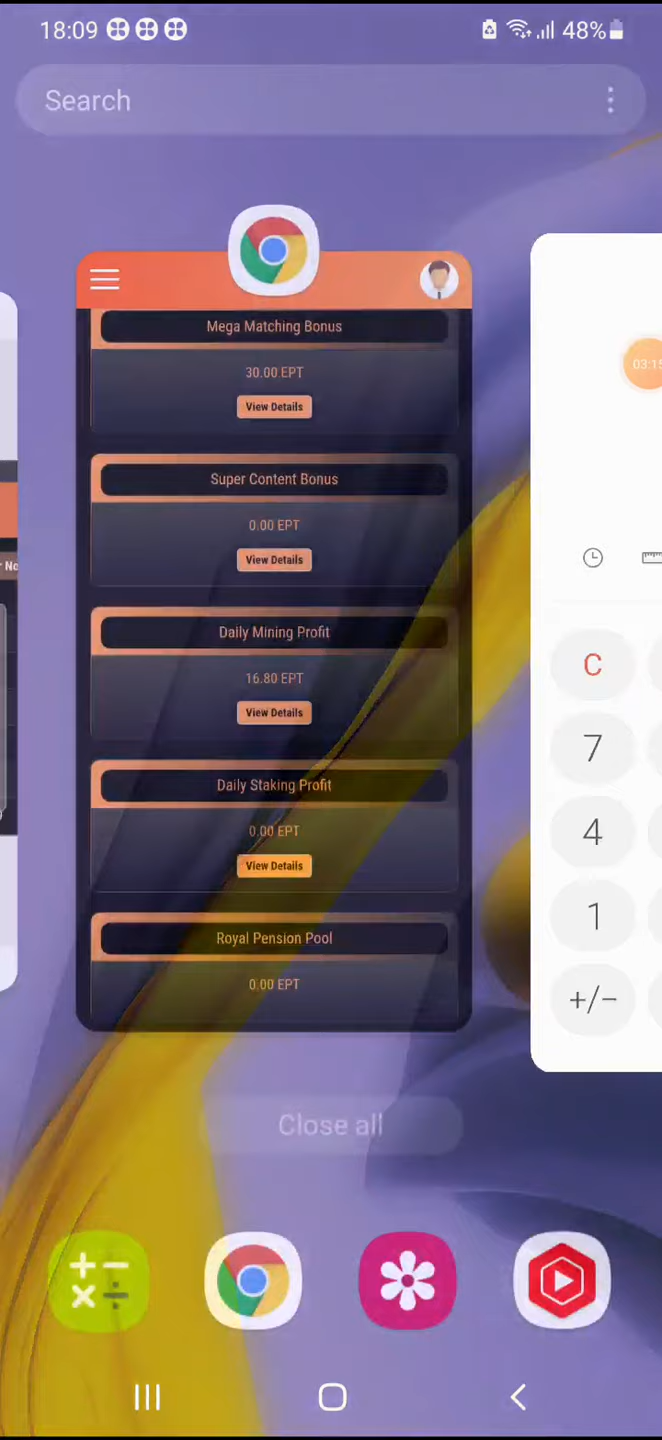 18:09
48%
Search
Mega Matching Bonus
30.00 EPT
View Details
Super Content Bonus
0.00 EPT
View Details
Daily Mining Profit
16.80 EPT
View Details
Daily Staking Profit
0.00 EPT
View Details
Royal Pension Pool
0.00 EPT
03:15
C
7
4
1
+/−
Close all